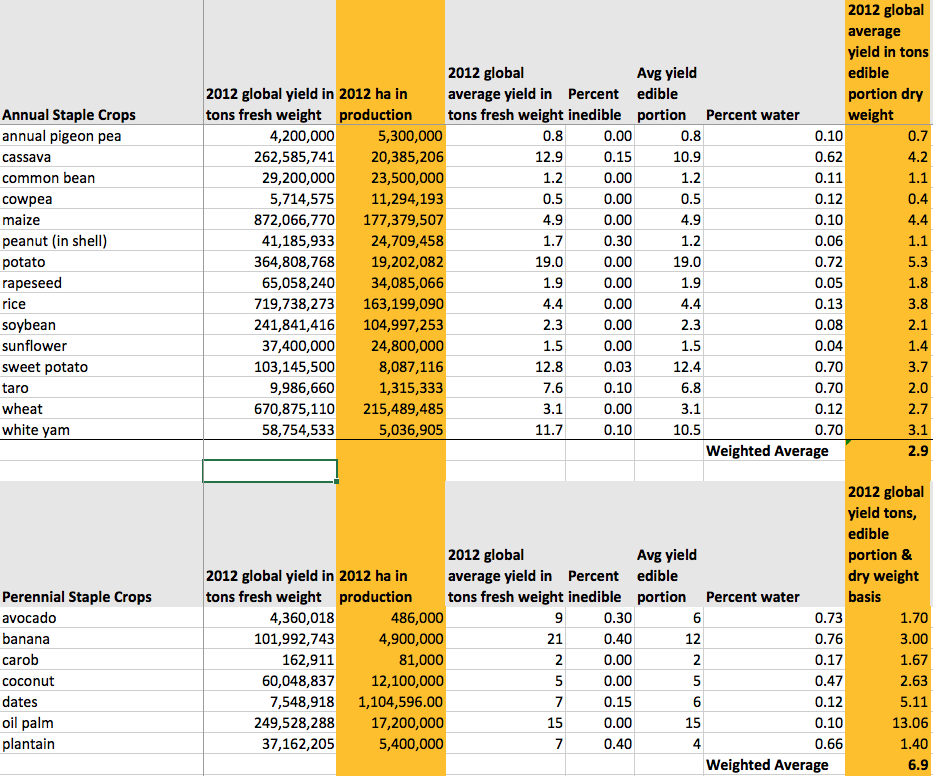 2012 global
average
yield in tons
2012 global Avg yield edible
2012 global yield in 2012 ha in average yield in Percent edible portion dry
Annual Staple Crops tons fresh weight production tons fresh weight inedible portion Percent water weight
annual pigeon pea 4,200,000 5,300,000 0.8 0.00 0.8 0.10 0.7
cassava 262,585,741 20,385,206 12.9 0.15 10.9 0.62 4.2
common bean 29,200,000 23,500,000 1.2 0.00 1.2 0.11 1.1
cowpea 5,714,575 11,294,193 0.5 0.00 0.5 0.12 0.4
maize 872,066,770 177,379,507 4.9 0.00 4.9 0.10 4.4
peanut (in shell) 41,185,933 24,709,458 1.7 0.30 1.2 0.06 1.1
potato 364,808,768 19,202,082 19.0 0.00 19.0 0.72 5.3
rapeseed 65,058,240 34,085,066 1.9 0.00 1.9 0.05 1.8
rice 719,738,273 163,199,090 4.4 0.00 4.4 0.13 3.8
soybean 241,841,416 104,997,253 2.3 0.00 2.3 0.08 2.1
sunflower 37,400,000 24,800,000 1.5 0.00 1.5 0.04 1.4
sweet potato 103,145,500 8,087,116 12.8 0.03 12.4 0.70 3.7
taro 9,986,660 1,315,333 7.6 0.10 6.8 0.70 2.0
wheat 670,875,110 215,489,485 3.1 0.00 3.1 0.12 2.7
white yam 58,754,533 5,036,905 11.7 0.10 10.5 0.70 3.1
Weighted Average 2.9
2012 global
yield tons,
edible
2012 global Avg yield portion &
2012 global yield in 2012 ha in average yield in Percent edible dry weight
Perennial Staple Crops tons fresh weight production tons fresh weight inedible portion Percent water basis
avocado 4,360,018 486,000 9 0.30 6 0.73 1.70
banana 101,992,743 4,900,000 21 0.40 12 0.76 3.00
carob 162,911 81,000 2 0.00 2 0.17 1.67
coconut 60,048,837 12,100,000 5 0.00 5 0.47 2.63
dates 7,548,918 1,104,596.00 7 0.15 6 0.12 5.11
oil palm 249,528,288 17,200,000 15 0.00 15 0.10 13.06
plantain 37,162,205 5,400,000 7 0.40 4 0.66 1.40
Weighted Average 6.9